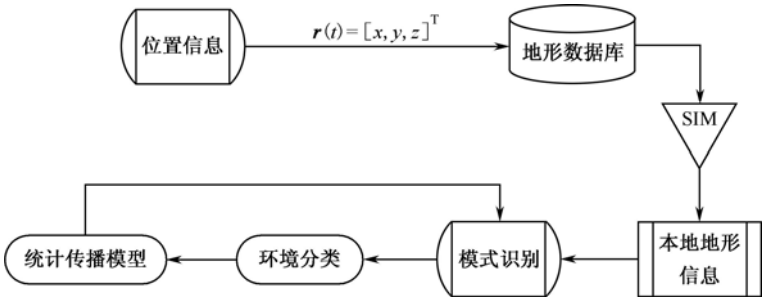 位置信息
r(t)=[x, y, z]^T
地形数据库
SIM
统计传播模型
环境分类
模式识别
本地地形
信息